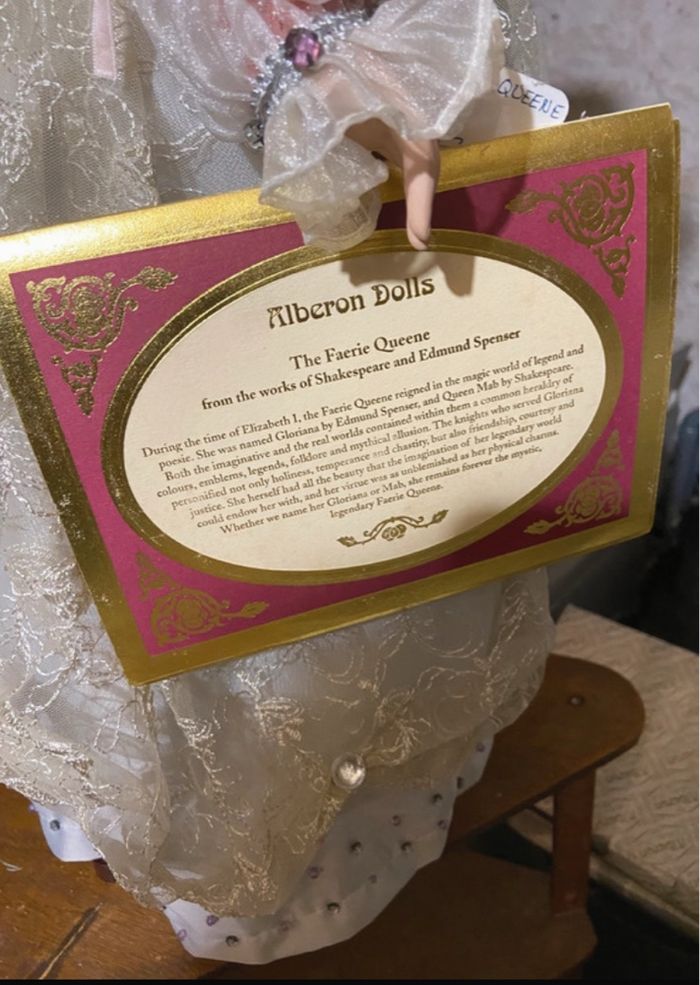 QUEENE
Alberon Dolls
The Faerie Queene
from the works of Shakespeare and Edmund Spenser
During the time of Elizabeth I, the Faerie Queene reigned in the magic world of legend and
poesie. She was named Gloriana by Edmund Spenser, and Queen Mab by Shakespeare.
Both the imaginative and the real worlds contained within them a common heraldry of
colours, emblems, legends, folklore and mythical allusion. The knights who served Gloriana
personified not only holiness, temperance and chastity, but also friendship, courtesy and
justice. She herself had all the beauty that the imagination of her legendary world
could endow her with, and her virtue was as unblemished as her physical charms.
Whether we name her Gloriana or Mab, she remains forever the mystic,
legendary Faerie Queene.